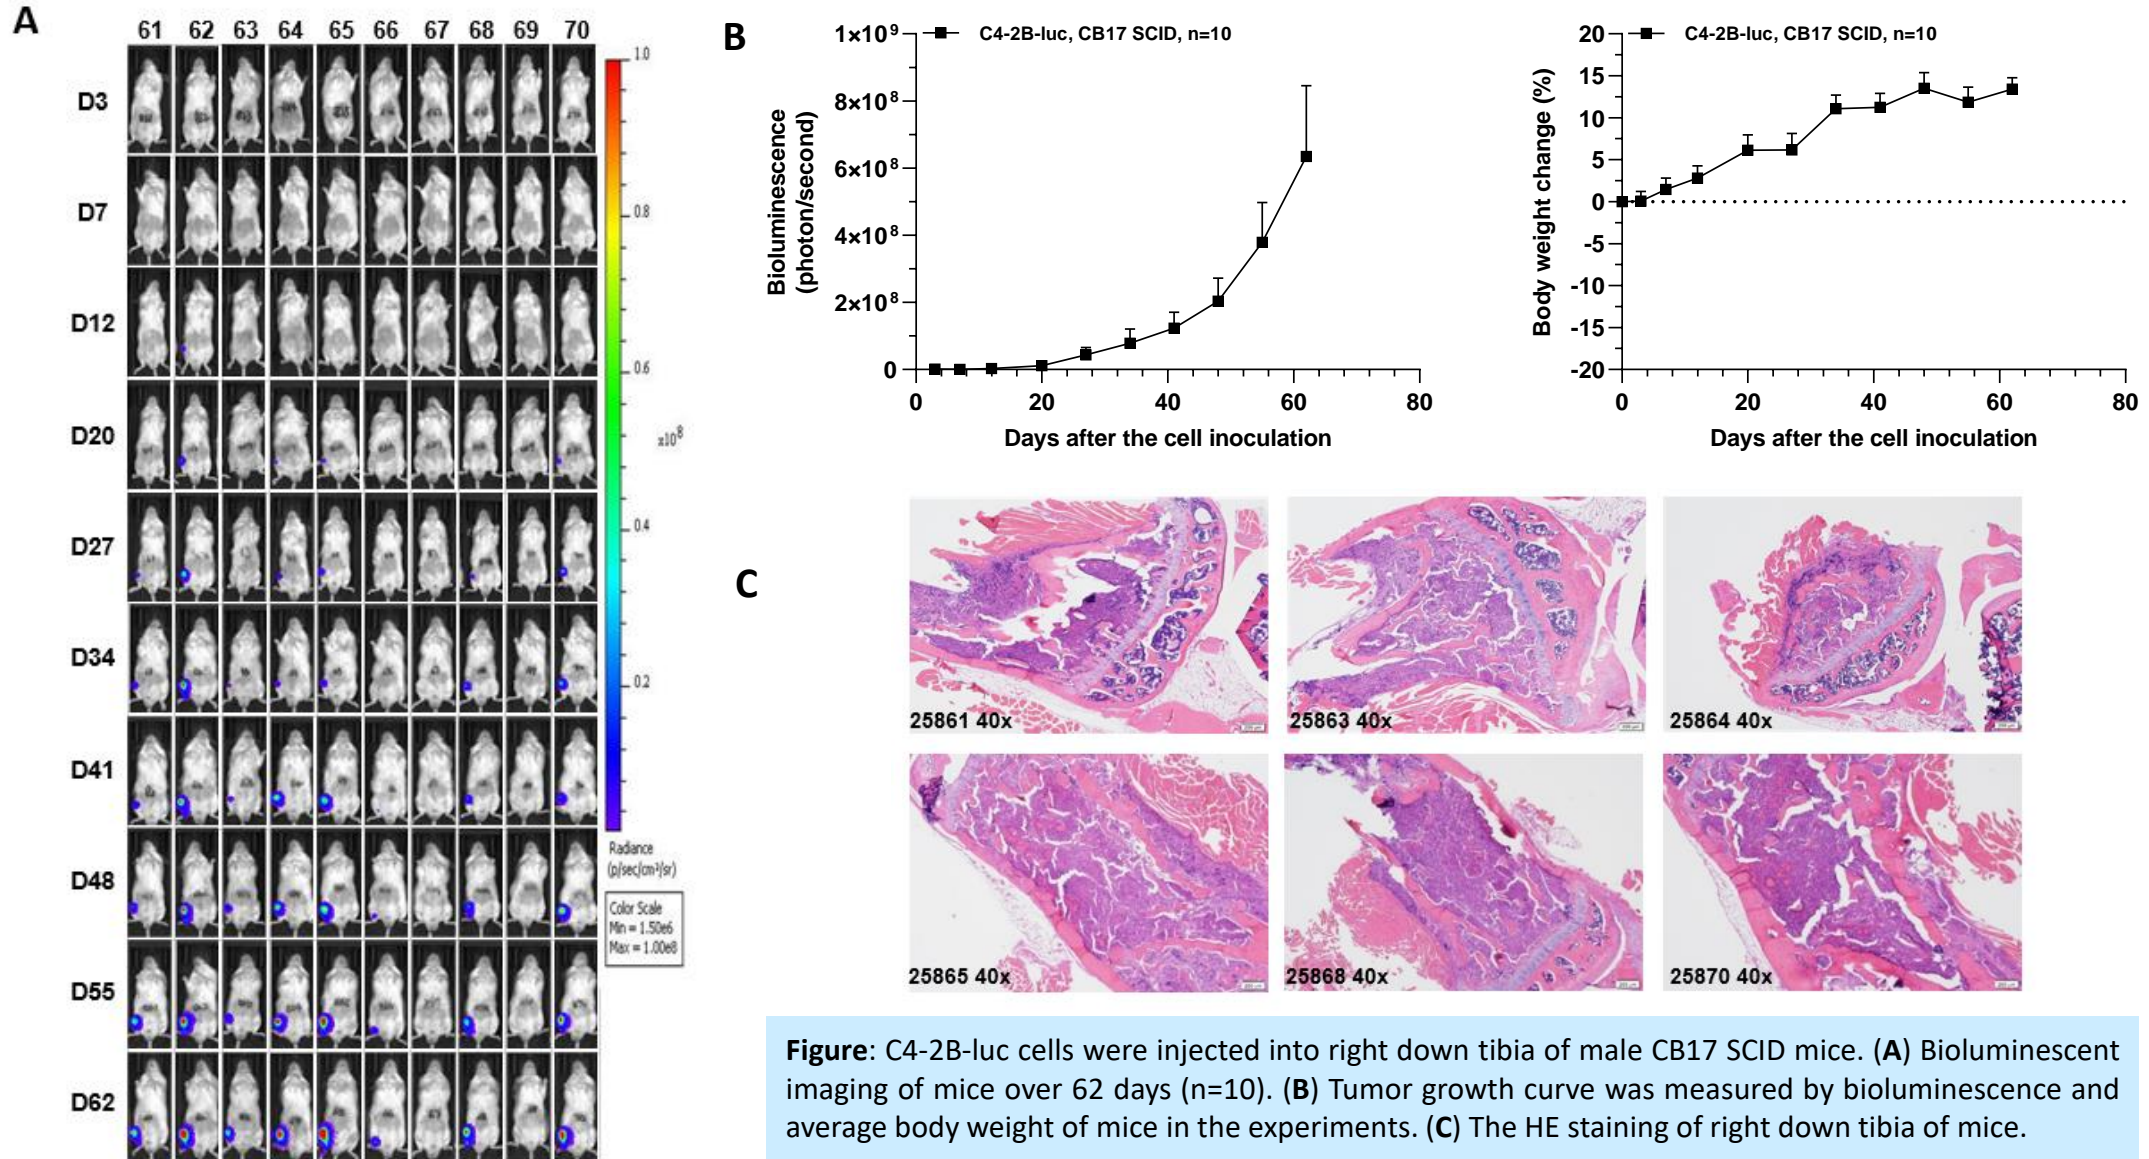 A
61 62 63 64 65 66 67 68 69 70
D3
D7
D12
D20
D27
D34
D41
D48
D55
D62
1.0
0.8
0.6
x10⁸
0.4
0.2
Radiance
(p/sec/cm²/sr)
Color Scale
Min = 1.50e6
Max = 1.00e8
B
C4-2B-luc, CB17 SCID, n=10
1×10⁹
8×10⁸
6×10⁸
4×10⁸
2×10⁸
0
Bioluminescence
(photon/second)
0 20 40 60 80
Days after the cell inoculation
C4-2B-luc, CB17 SCID, n=10
20
15
10
5
0
-5
-10
-15
-20
Body weight change (%)
0 20 40 60 80
Days after the cell inoculation
C
25861 40x
25863 40x
25864 40x
25865 40x
25868 40x
25870 40x
Figure: C4-2B-luc cells were injected into right down tibia of male CB17 SCID mice. (A) Bioluminescent
imaging of mice over 62 days (n=10). (B) Tumor growth curve was measured by bioluminescence and
average body weight of mice in the experiments. (C) The HE staining of right down tibia of mice.